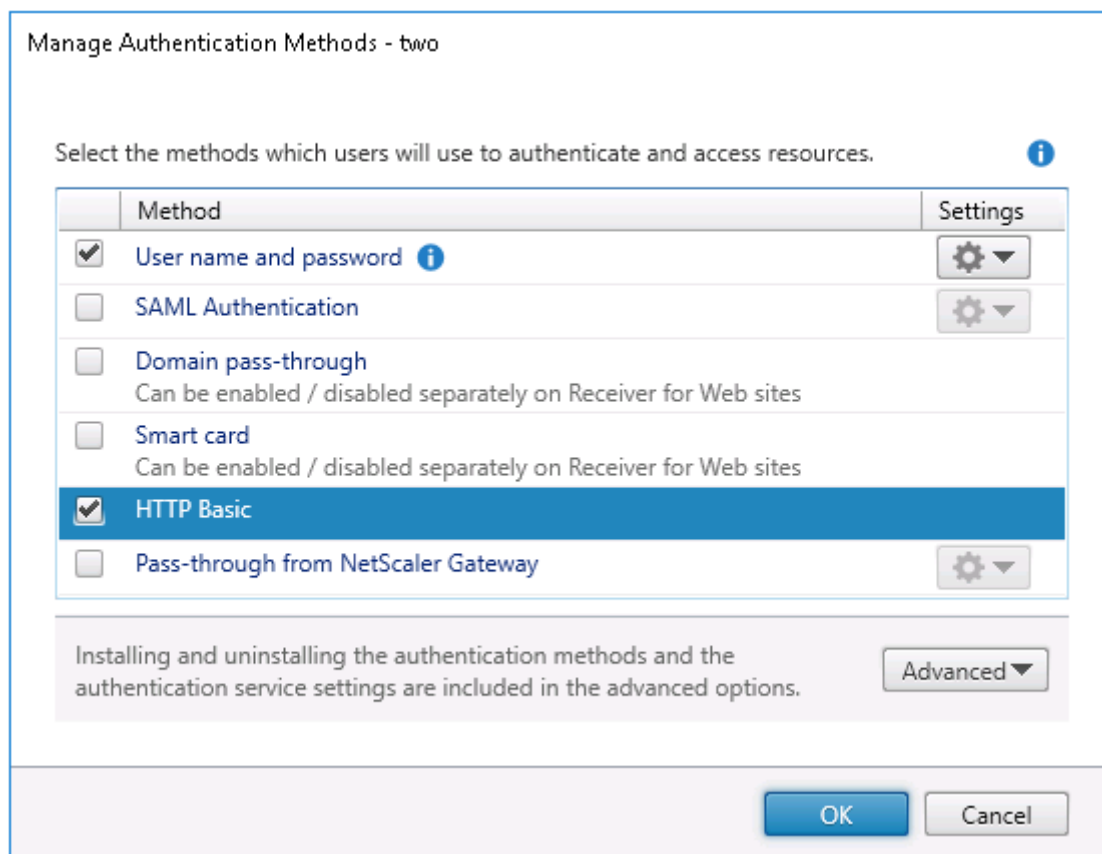 Manage Authentication Methods - two
Select the methods which users will use to authenticate and access resources.
Method Settings
User name and password
SAML Authentication
Domain pass-through
Can be enabled / disabled separately on Receiver for Web sites
Smart card
Can be enabled / disabled separately on Receiver for Web sites
HTTP Basic
Pass-through from NetScaler Gateway
Installing and uninstalling the authentication methods and the
authentication service settings are included in the advanced options.
Advanced
OK Cancel